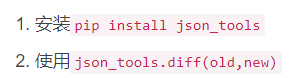 1. 安装 pip install json_tools
2. 使用 json_tools.diff(old,new)